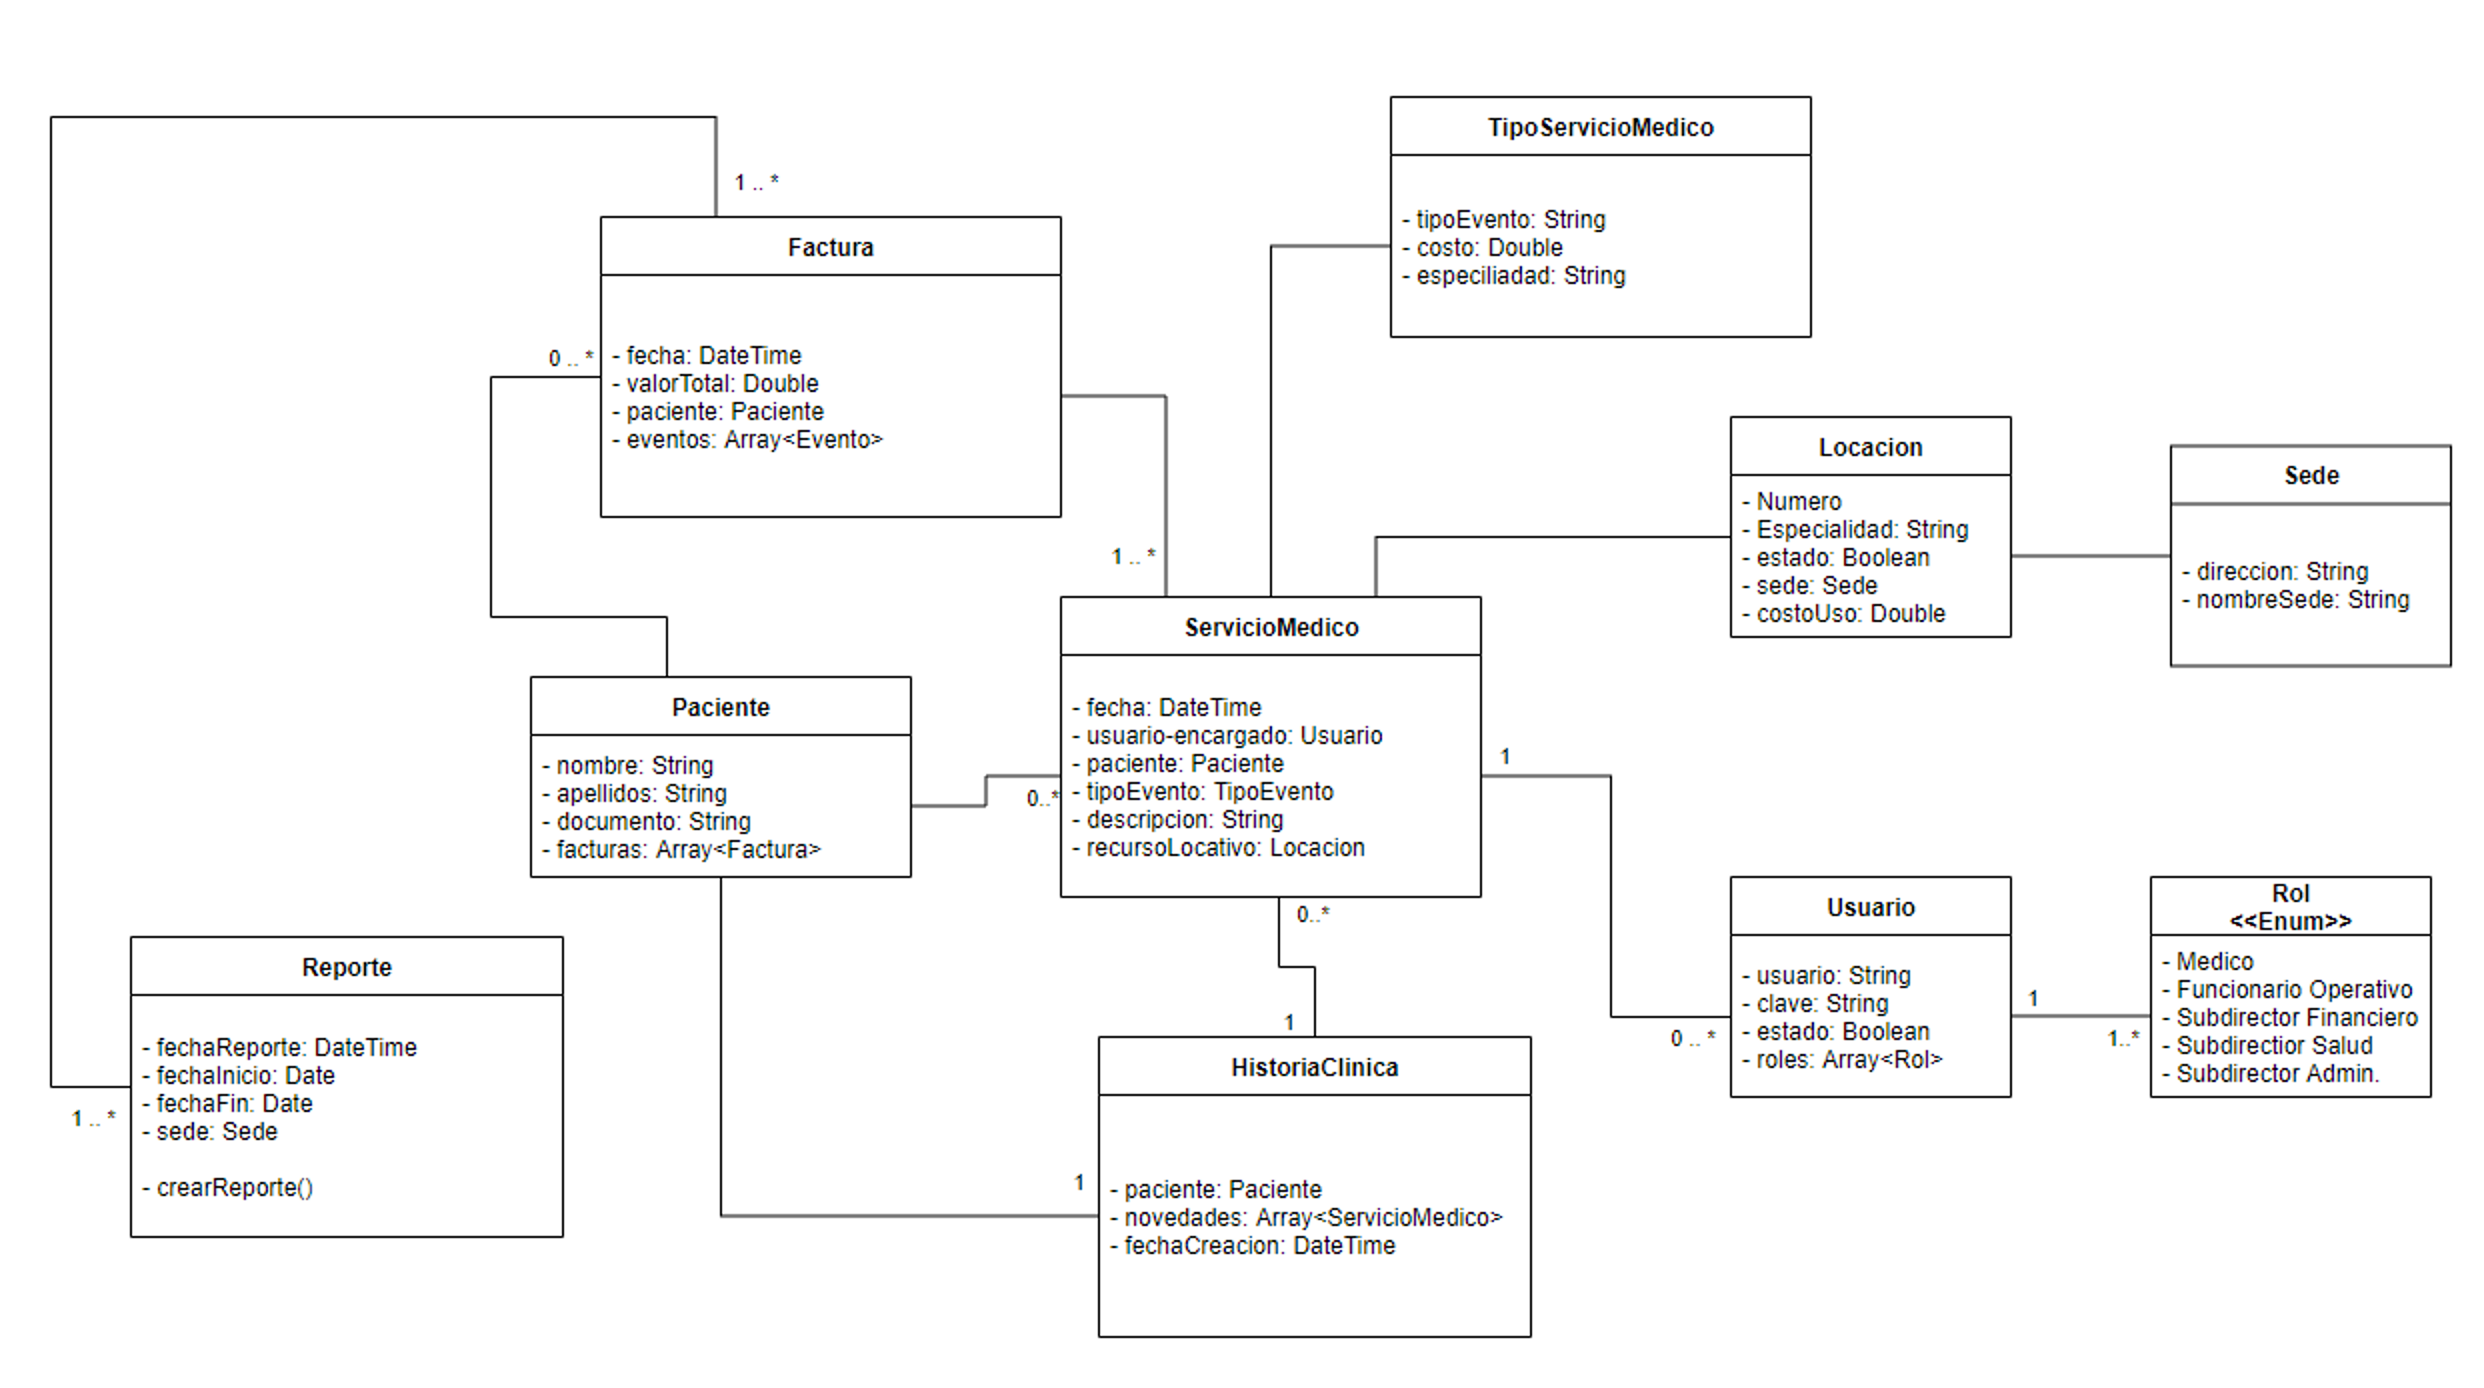 TipoServicioMedico
- tipoEvento: String
- costo: Double
- especiliadad: String
1 .. *
Factura
0 .. *
- fecha: DateTime
- valorTotal: Double
- paciente: Paciente
- eventos: Array<Evento>
1 .. *
Locacion
- Numero
- Especialidad: String
- estado: Boolean
- sede: Sede
- costoUso: Double
Sede
- direccion: String
- nombreSede: String
ServicioMedico
- fecha: DateTime
- usuario-encargado: Usuario
- paciente: Paciente
- tipoEvento: TipoEvento
- descripcion: String
- recursoLocativo: Locacion
1
0..*
0..*
Paciente
- nombre: String
- apellidos: String
- documento: String
- facturas: Array<Factura>
Usuario
- usuario: String
- clave: String
- estado: Boolean
- roles: Array<Rol>
0 .. *
1
1..*
Rol
<<Enum>>
- Medico
- Funcionario Operativo
- Subdirector Financiero
- Subdirectior Salud
- Subdirector Admin.
Reporte
- fechaReporte: DateTime
- fechaInicio: Date
- fechaFin: Date
- sede: Sede
- crearReporte()
1 .. *
1
HistoriaClinica
1
- paciente: Paciente
- novedades: Array<ServicioMedico>
- fechaCreacion: DateTime